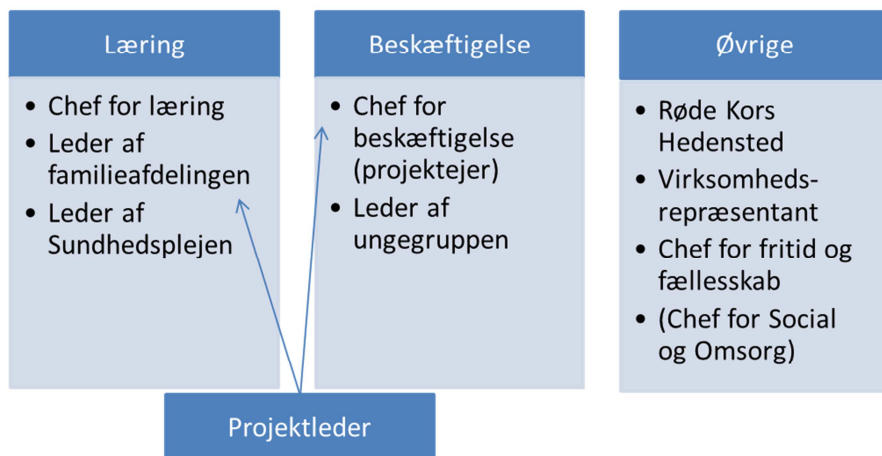 Læring
• Chef for læring
• Leder af
familieafdelingen
• Leder af
Sundhedsplejen
Beskæftigelse
• Chef for
beskæftigelse
(projektejer)
• Leder af
ungegruppen
Øvrige
• Røde Kors
Hedensted
• Virksomheds-
repræsentant
• Chef for fritid og
fællesskab
• (Chef for Social
og Omsorg)
Projektleder